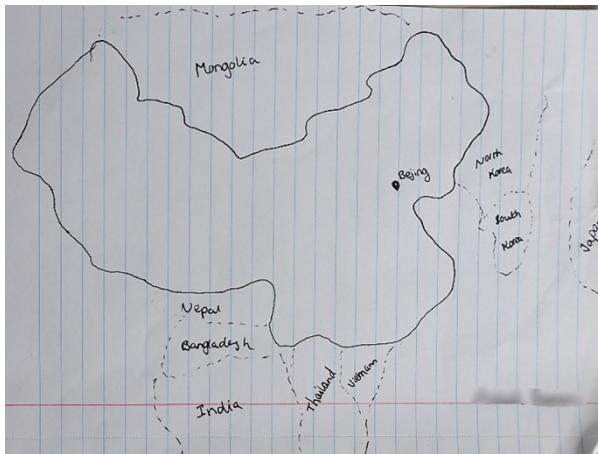 Mongolia
Bejing
North
Korea
South
Korea
Nepal
Bangladesh
Thailand
Vietnam
India